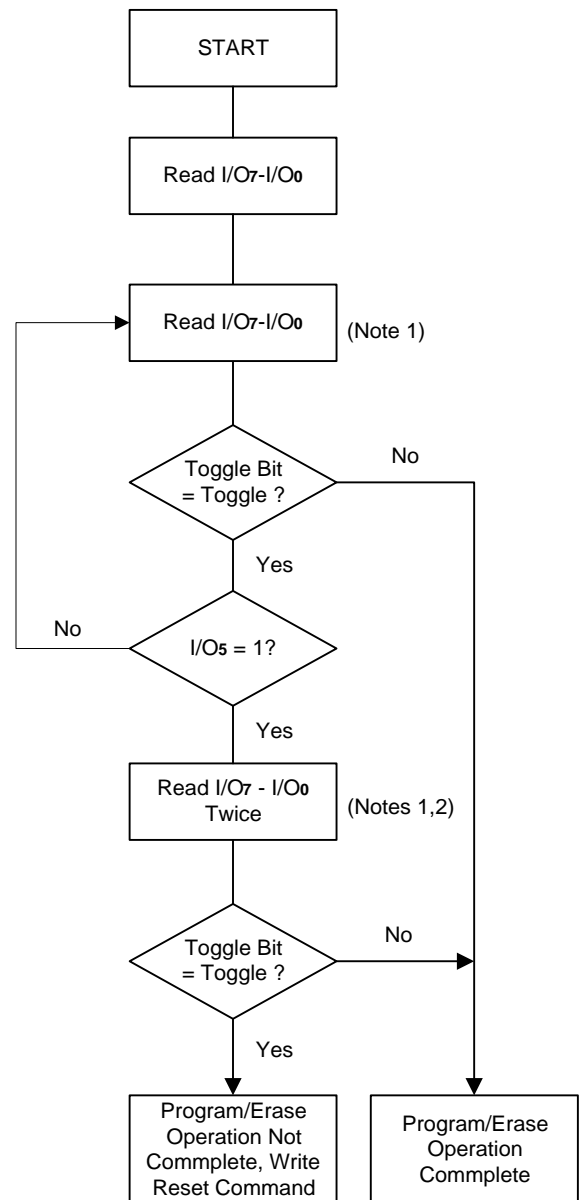 START
Read I/O7-I/O0
Read I/O7-I/O0
(Note 1)
Toggle Bit
= Toggle ?
No
Yes
I/O5 = 1?
No
Yes
Read I/O7 - I/O0
Twice
(Notes 1,2)
Toggle Bit
= Toggle ?
No
Yes
Program/Erase
Operation Not
Commplete, Write
Reset Command
Program/Erase
Operation
Commplete